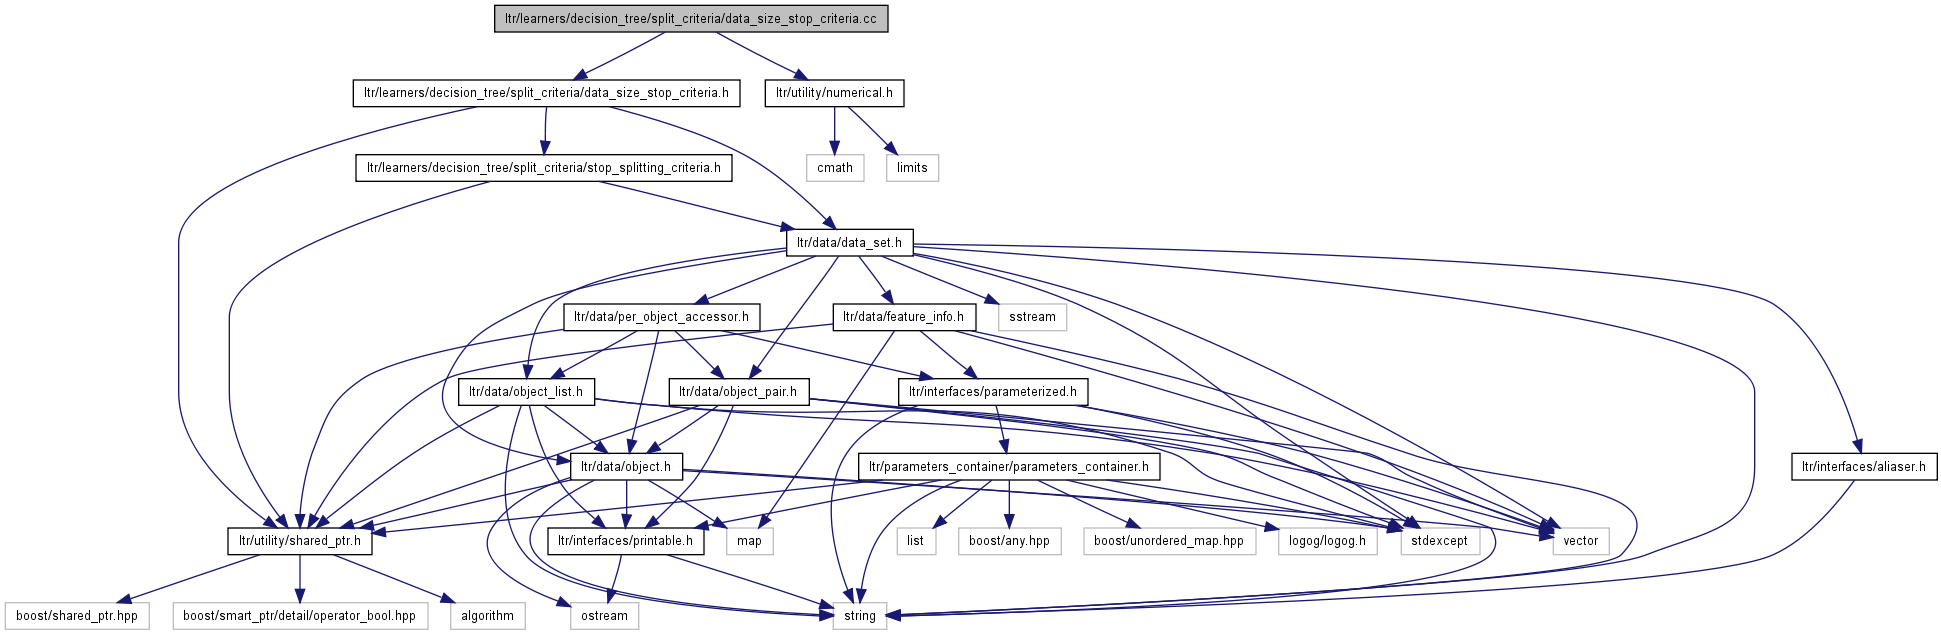 ltr/learners/decision_tree/split_criteria/data_size_stop_criteria.cc
ltr/learners/decision_tree/split_criteria/data_size_stop_criteria.h
ltr/utility/numerical.h
ltr/learners/decision_tree/split_criteria/stop_splitting_criteria.h
cmath
limits
ltr/data/data_set.h
ltr/data/per_object_accessor.h
ltr/data/feature_info.h
sstream
ltr/data/object_list.h
ltr/data/object_pair.h
ltr/interfaces/parameterized.h
ltr/data/object.h
ltr/parameters_container/parameters_container.h
ltr/interfaces/aliaser.h
ltr/utility/shared_ptr.h
ltr/interfaces/printable.h
map
list
boost/any.hpp
boost/unordered_map.hpp
logog/logog.h
stdexcept
vector
boost/shared_ptr.hpp
boost/smart_ptr/detail/operator_bool.hpp
algorithm
ostream
string